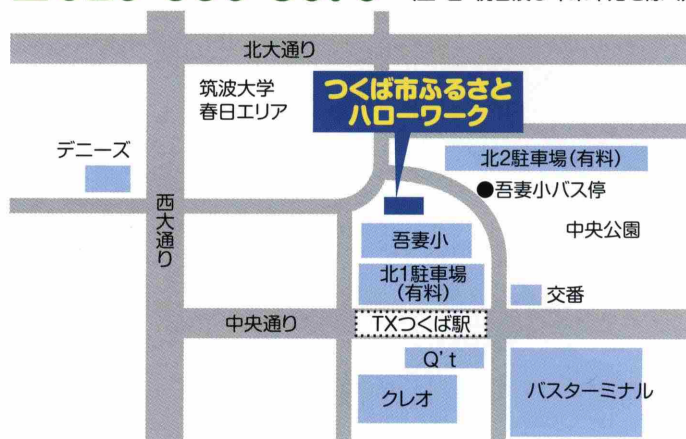 北大通り
筑波大学
春日エリア
つくば市ふるさと
ハローワーク
デニーズ
北2駐車場(有料)
●吾妻小バス停
西大通り
吾妻小
中央公園
北1駐車場
(有料)
交番
中央通り
TXつくば駅
Q't
クレオ
バスターミナル